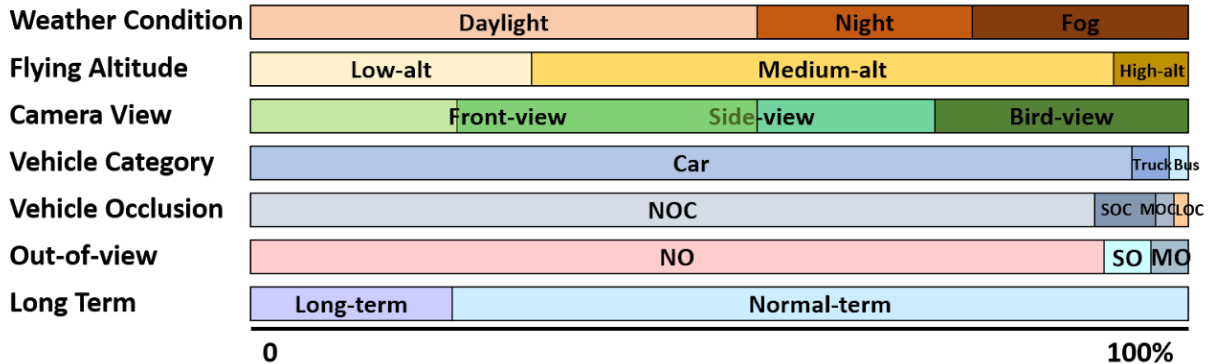 Weather Condition Daylight Night Fog
Flying Altitude Low-alt Medium-alt High-alt
Camera View Front-view Side-view Bird-view
Vehicle Category Car Truck Bus
Vehicle Occlusion NOC SOC MOC LOC
Out-of-view NO SO MO
Long Term Long-term Normal-term
0 100%